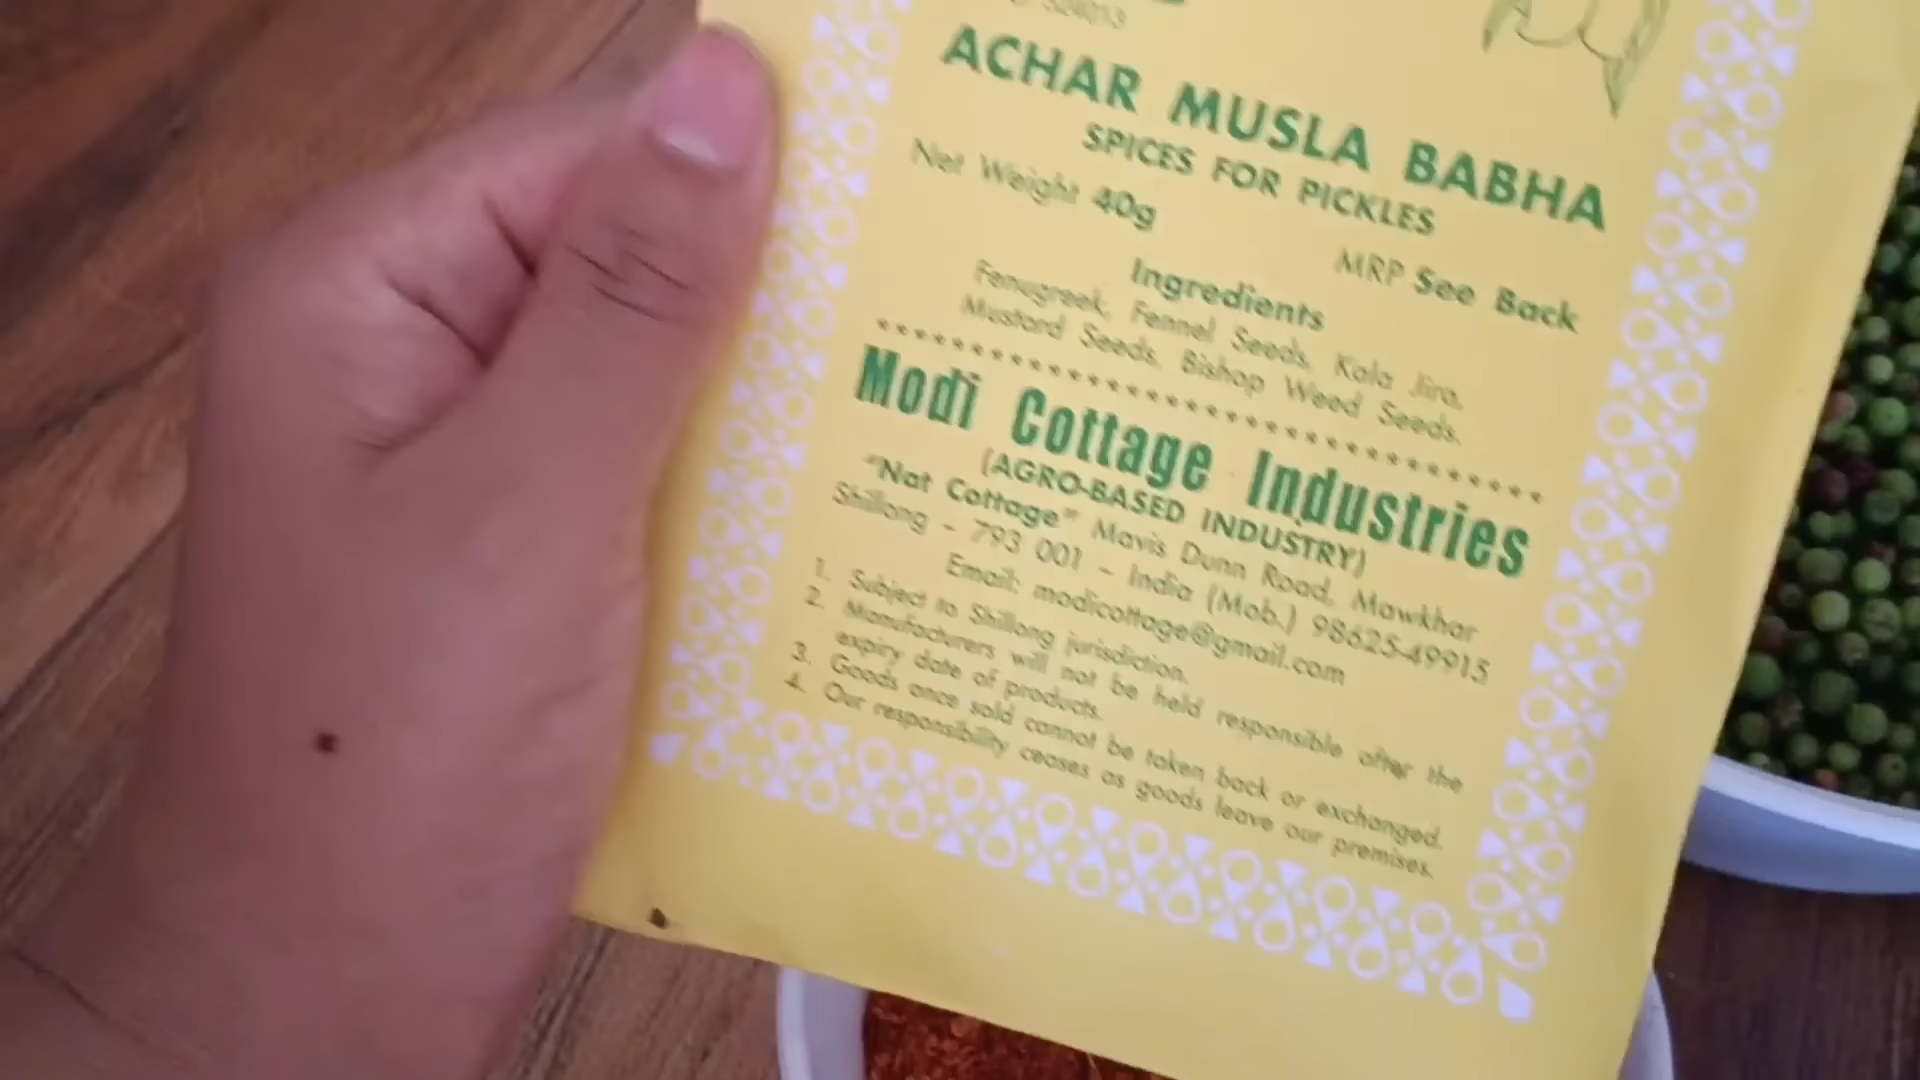 ACHAR MUSLA BABHA
SPICES FOR PICKLES
Net Weight 40g
MRP See Back
Ingredients
Fenugreek, Fennel Seeds, Kala Jira,
Mustard Seeds, Bishop Weed Seeds.
Modi Cottage Industries
(AGRO-BASED INDUSTRY)
"Nat Cottage" Mavis Dunn Road, Mawkhar
Shillong - 793 001 - India (Mob.) 98625-49915
Email: modicottage@gmail.com
1. Subject to Shillong jurisdiction.
2. Manufacturers will not be held responsible after the
expiry date of products.
3. Goods once sold cannot be taken back or exchanged.
4. Our responsibility ceases as goods leave our premises.